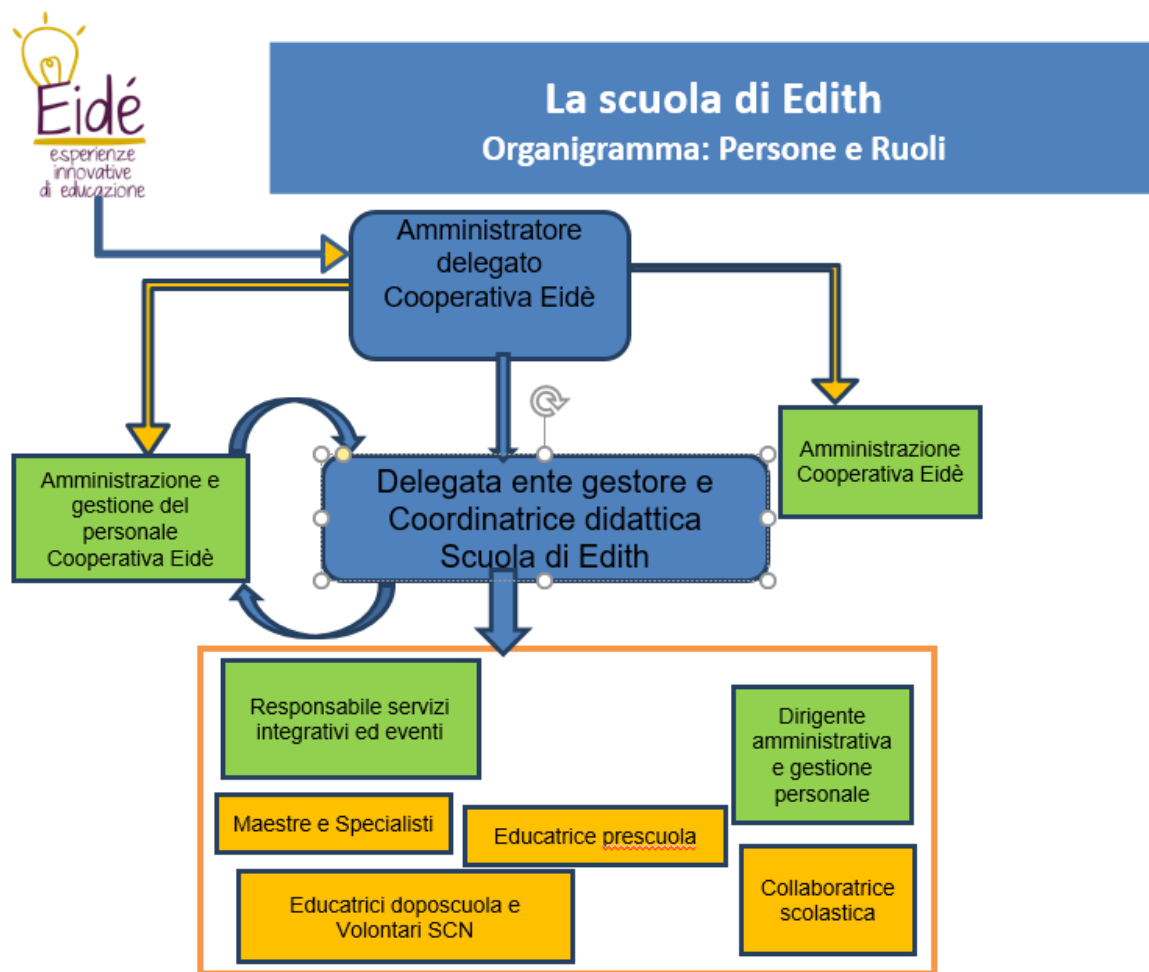 Eidé
esperienze
innovative
di educazione
La scuola di Edith
Organigramma: Persone e Ruoli
Amministratore
delegato
Cooperativa Eidè
Amministrazione e
gestione del
personale
Cooperativa Eidè
Delegata ente gestore e
Coordinatrice didattica
Scuola di Edith
Amministrazione
Cooperativa Eidè
Responsabile servizi
integrativi ed eventi
Dirigente
amministrativa
e gestione
personale
Maestre e Specialisti
Educatrice prescuola
Educatrici doposcuola e
Volontari SCN
Collaboratrice
scolastica